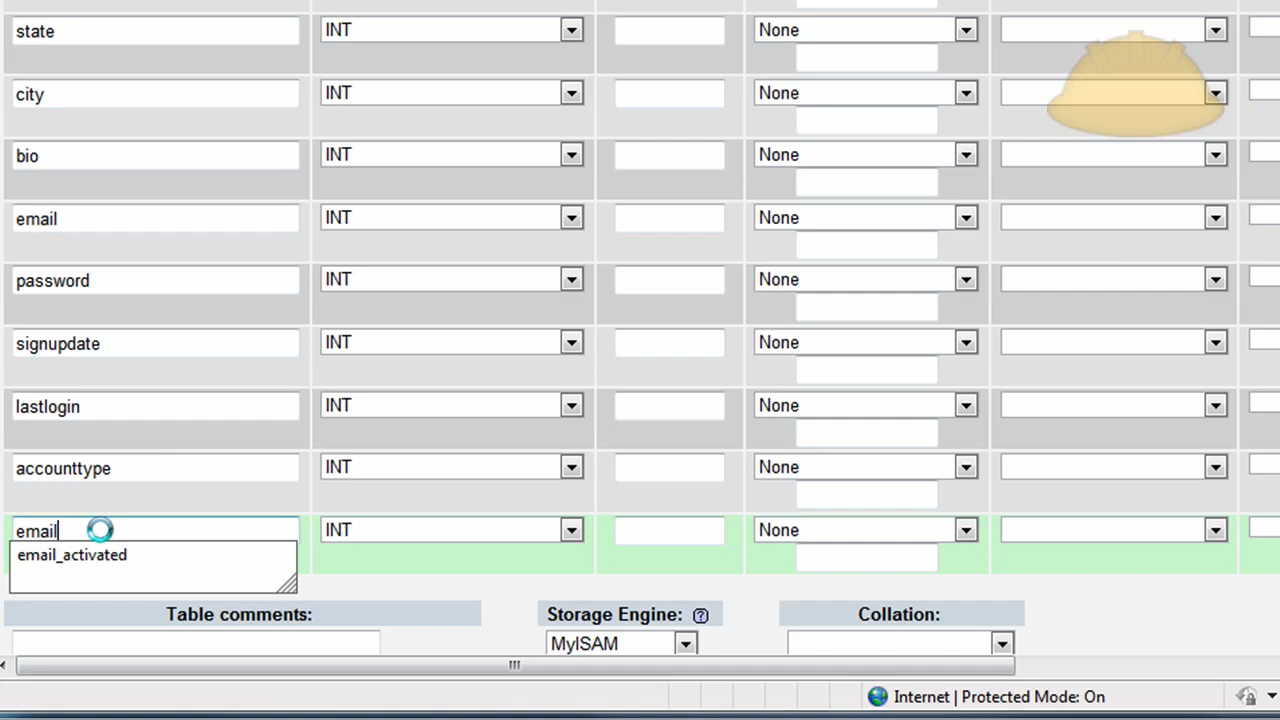 state INT None
city INT None
bio INT None
email INT None
password INT None
signupdate INT None
lastlogin INT None
accounttype INT None
email INT None
email_activated
Table comments: Storage Engine: Collation:
MyISAM
Internet | Protected Mode: On